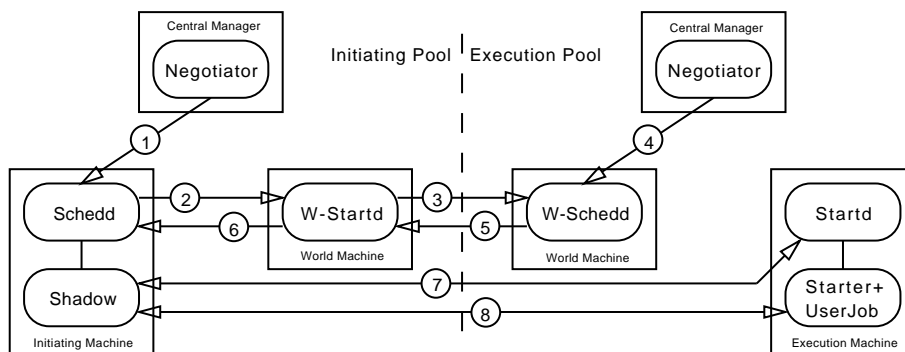 Central Manager
Negotiator
Initiating Pool
Execution Pool
Central Manager
Negotiator
1
4
Schedd
2
W-Startd
3
W-Schedd
Startd
6
5
World Machine
World Machine
Shadow
7
8
Starter+
UserJob
Initiating Machine
Execution Machine